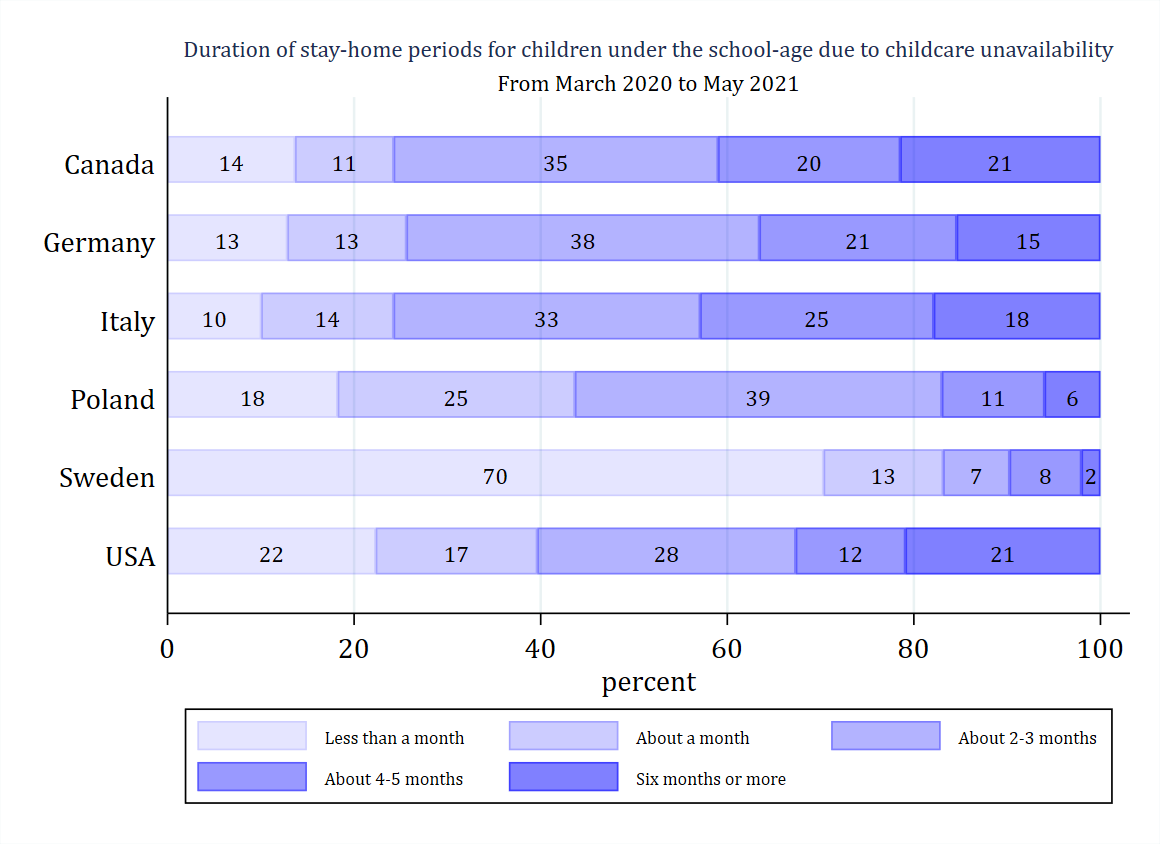 Duration of stay-home periods for children under the school-age due to childcare unavailability
From March 2020 to May 2021
Canada 14 11 35 20 21
Germany 13 13 38 21 15
Italy 10 14 33 25 18
Poland 18 25 39 11 6
Sweden 70 13 7 8 2
USA 22 17 28 12 21
0 20 40 60 80 100
percent
Less than a month About a month About 2-3 months
About 4-5 months Six months or more